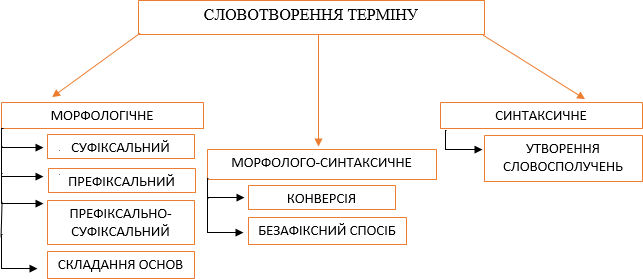 СЛОВОТВОРЕННЯ ТЕРМІНУ
МОРФОЛОГІЧНЕ
СУФІКСАЛЬНИЙ
ПРЕФІКСАЛЬНИЙ
ПРЕФІКСАЛЬНО-
СУФІКСАЛЬНИЙ
СКЛАДАННЯ ОСНОВ
МОРФОЛОГО-СИНТАКСИЧНЕ
КОНВЕРСІЯ
БЕЗАФІКСНИЙ СПОСІБ
СИНТАКСИЧНЕ
УТВОРЕННЯ
СЛОВОСПОЛУЧЕНЬ